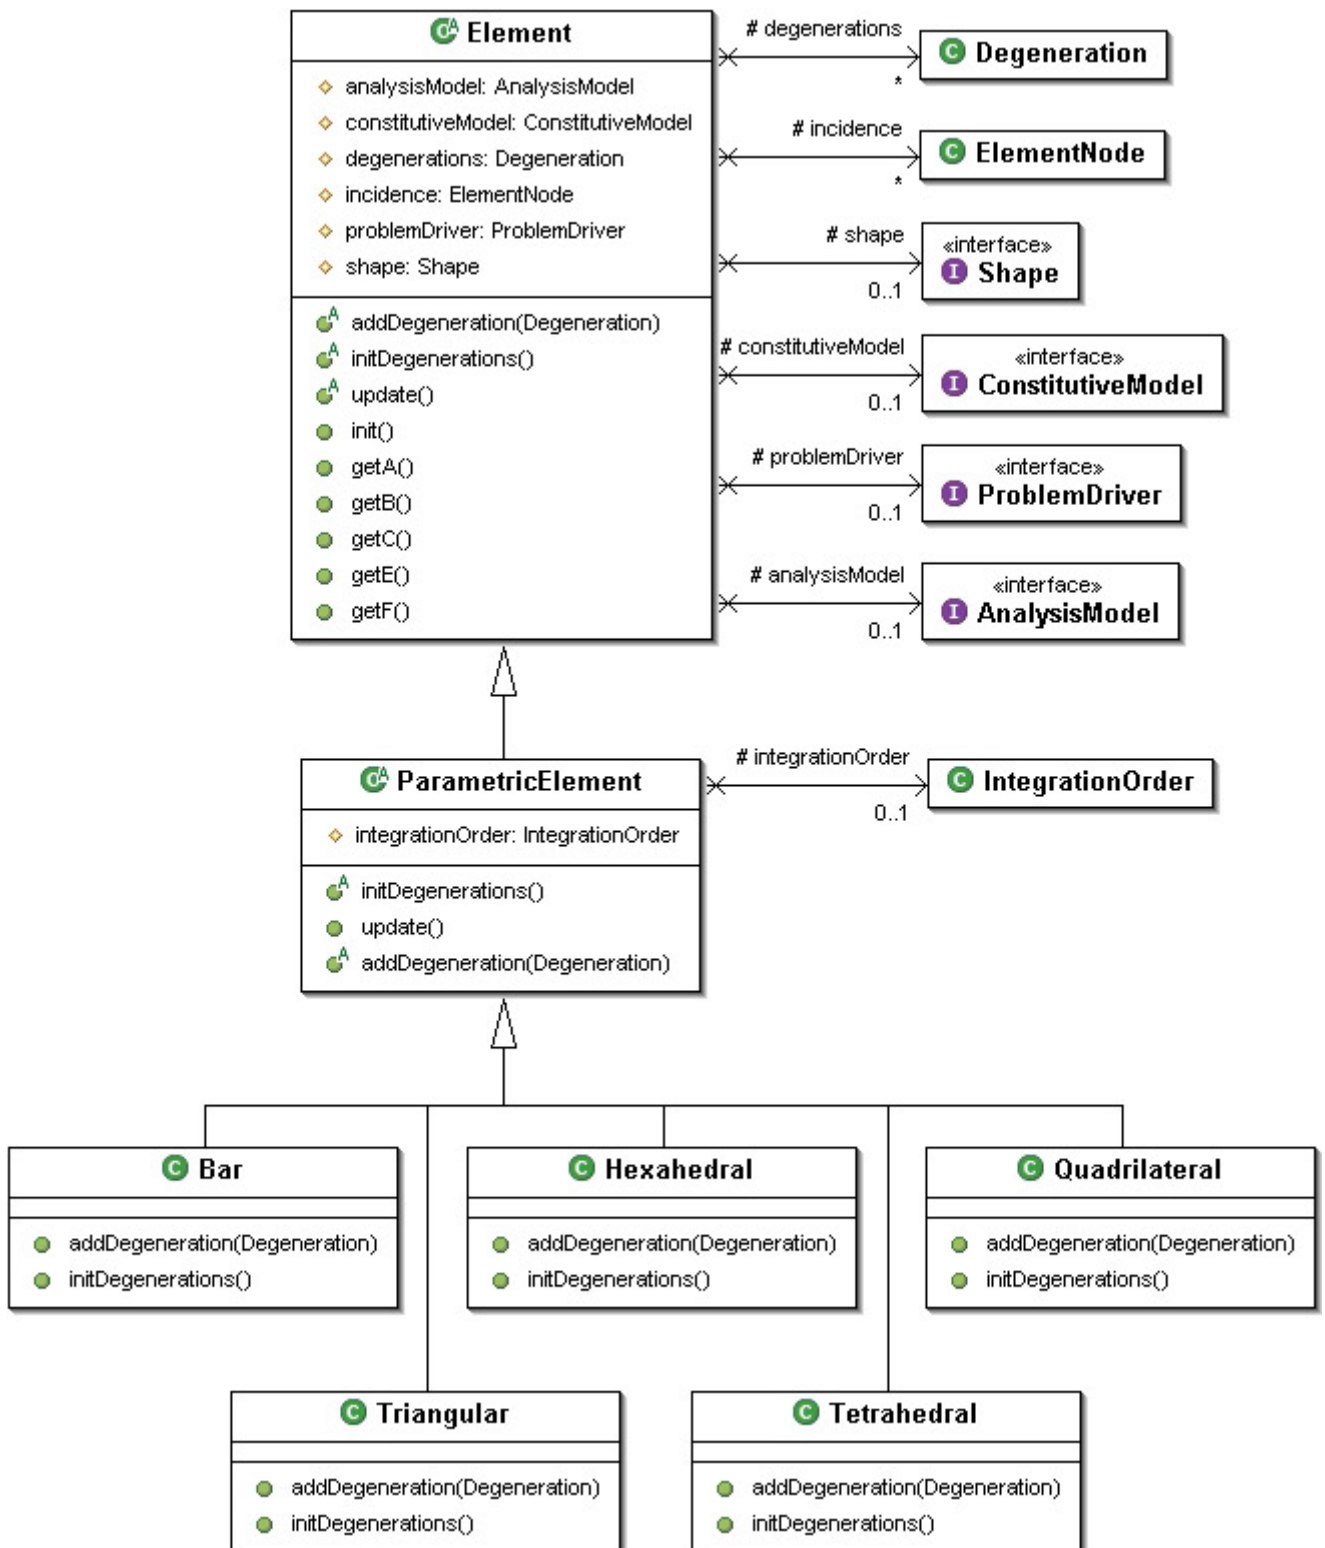 Element
analysisModel: AnalysisModel
constitutiveModel: ConstitutiveModel
degenerations: Degeneration
incidence: ElementNode
problemDriver: ProblemDriver
shape: Shape
addDegeneration(Degeneration)
initDegenerations()
update()
init()
getA()
getB()
getC()
getE()
getF()
# degenerations
*
Degeneration
# incidence
*
ElementNode
# shape
0..1
«interface»
Shape
# constitutiveModel
0..1
«interface»
ConstitutiveModel
# problemDriver
0..1
«interface»
ProblemDriver
# analysisModel
0..1
«interface»
AnalysisModel
ParametricElement
integrationOrder: IntegrationOrder
initDegenerations()
update()
addDegeneration(Degeneration)
# integrationOrder
0..1
IntegrationOrder
Bar
addDegeneration(Degeneration)
initDegenerations()
Hexahedral
addDegeneration(Degeneration)
initDegenerations()
Quadrilateral
addDegeneration(Degeneration)
initDegenerations()
Triangular
addDegeneration(Degeneration)
initDegenerations()
Tetrahedral
addDegeneration(Degeneration)
initDegenerations()